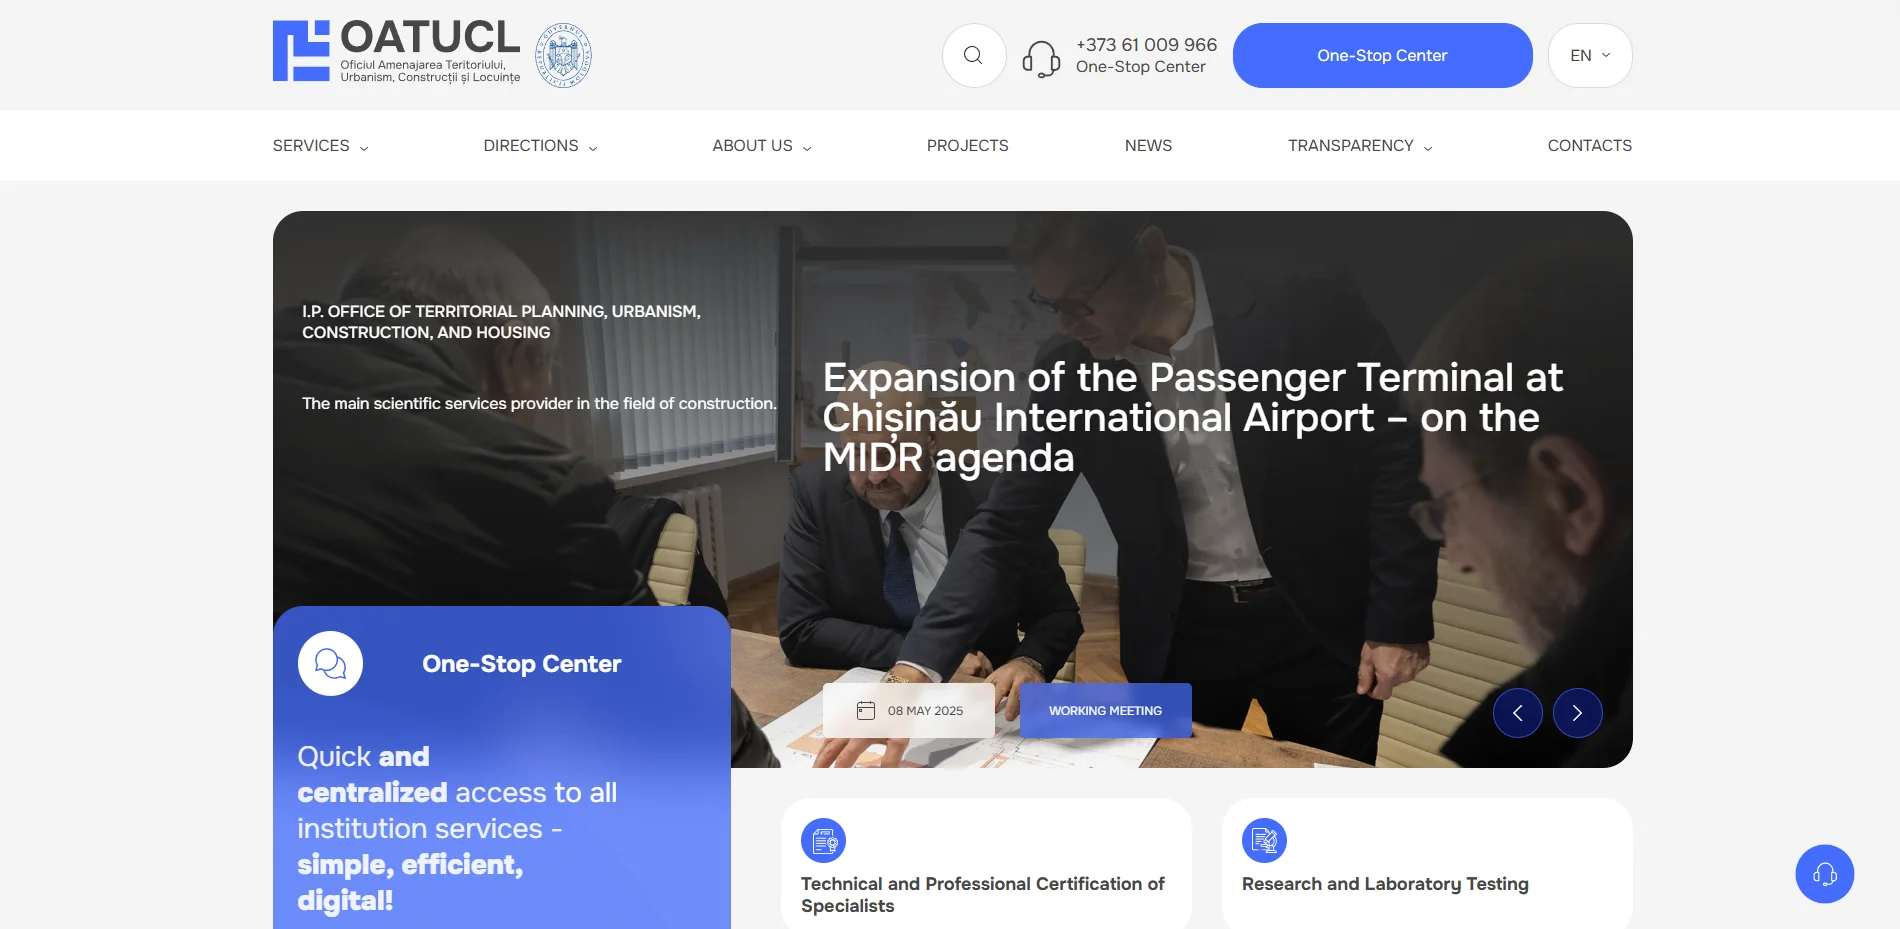 OATUCL
Oficiul Amenajarea Teritoriului,
Urbanism, Construcții și Locuințe
+373 61 009 966
One-Stop Center
One-Stop Center
EN
SERVICES
DIRECTIONS
ABOUT US
PROJECTS
NEWS
TRANSPARENCY
CONTACTS
I.P. OFFICE OF TERRITORIAL PLANNING, URBANISM,
CONSTRUCTION, AND HOUSING
The main scientific services provider in the field of construction.
Expansion of the Passenger Terminal at
Chișinău International Airport – on the
MIDR agenda
08 MAY 2025
WORKING MEETING
One-Stop Center
Quick and
centralized access to all
institution services -
simple, efficient,
digital!
Technical and Professional Certification of
Specialists
Research and Laboratory Testing